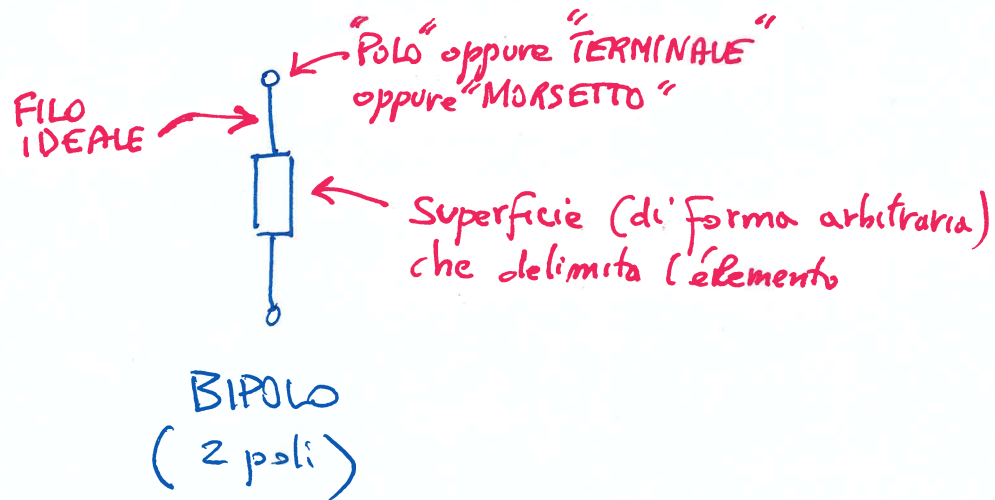 "POLO" oppure "TERMINALE"
oppure "MORSETTO"
FILO
IDEALE
Superficie (di forma arbitraria)
che delimita l'elemento
BIPOLO
(2 poli)